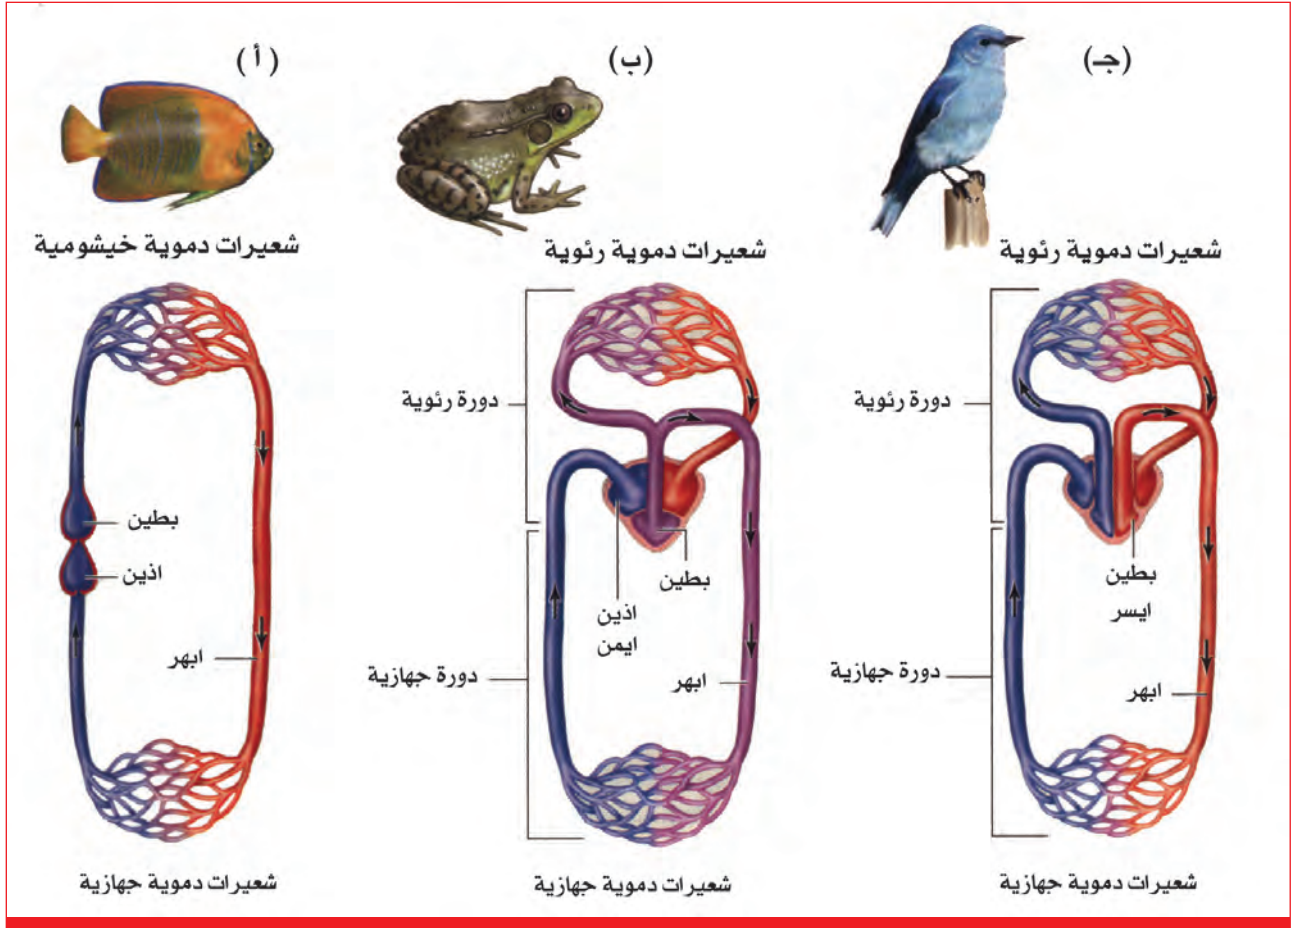 (أ)
شعيرات دموية خيشومية
بطين
اذين
ابهر
شعيرات دموية جهازية
(ب)
شعيرات دموية رئوية
دورة رئوية
بطين
اذين
ايمن
دورة جهازية
ابهر
شعيرات دموية جهازية
(جـ)
شعيرات دموية رئوية
دورة رئوية
بطين
ايسر
دورة جهازية
ابهر
شعيرات دموية جهازية